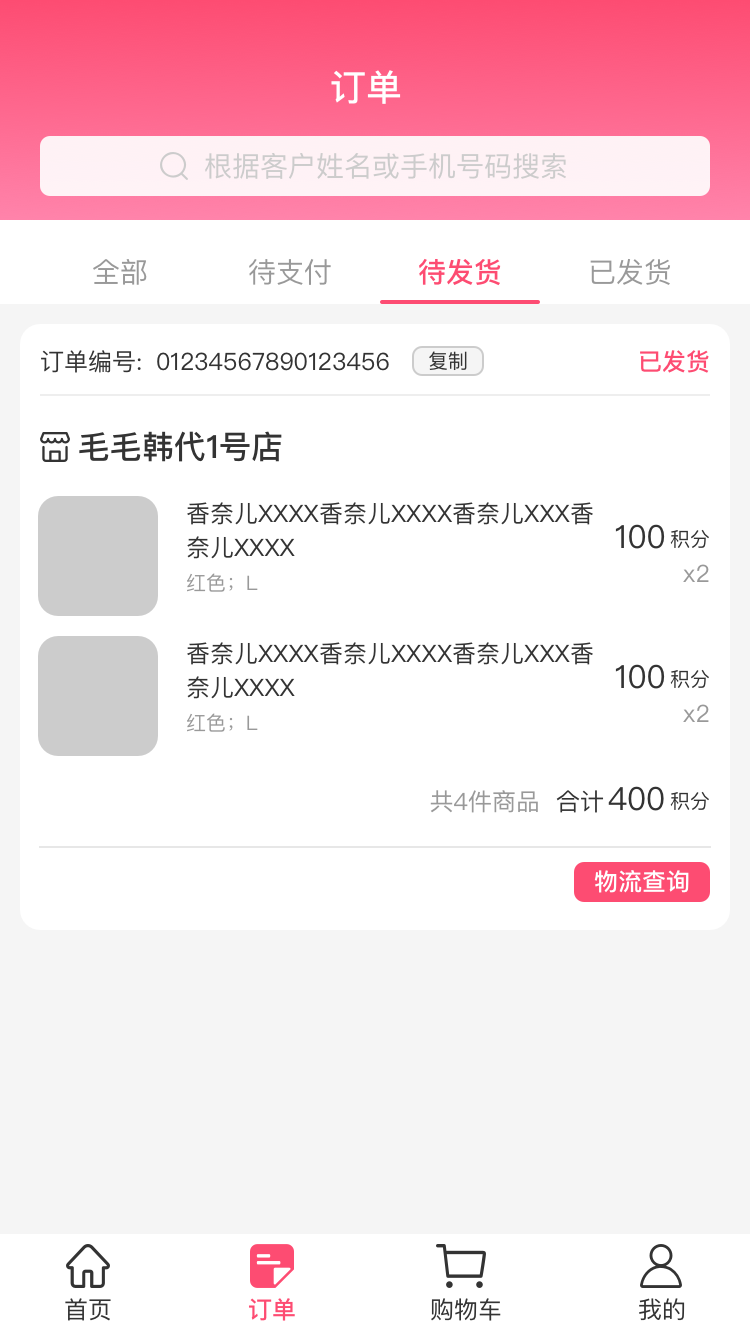 订单
根据客户姓名或手机号码搜索
全部 待支付 待发货 已发货
订单编号: 01234567890123456 复制 已发货
毛毛韩代1号店
香奈儿XXXX香奈儿XXXX香奈儿XXX香
奈儿XXXX
100 积分
红色；L
x2
香奈儿XXXX香奈儿XXXX香奈儿XXX香
奈儿XXXX
100 积分
红色；L
x2
共4件商品 合计400 积分
物流查询
首页 订单 购物车 我的